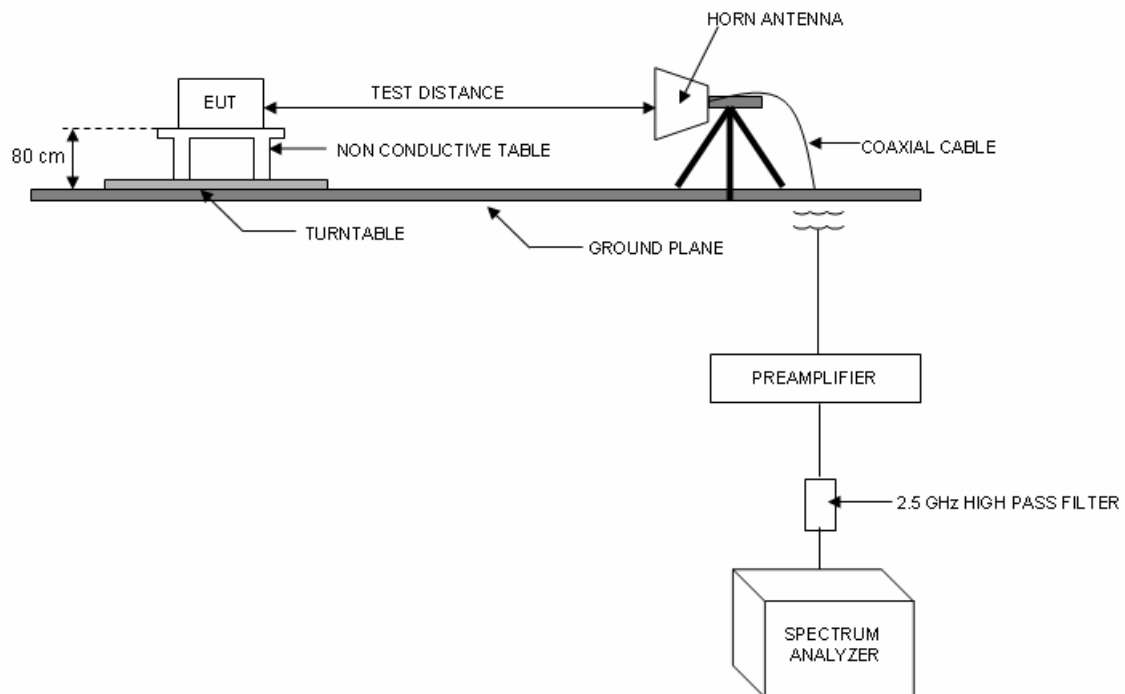 HORN ANTENNA
EUT
TEST DISTANCE
80 cm
NON CONDUCTIVE TABLE
COAXIAL CABLE
TURNTABLE
GROUND PLANE
PREAMPLIFIER
2.5 GHz HIGH PASS FILTER
SPECTRUM
ANALYZER